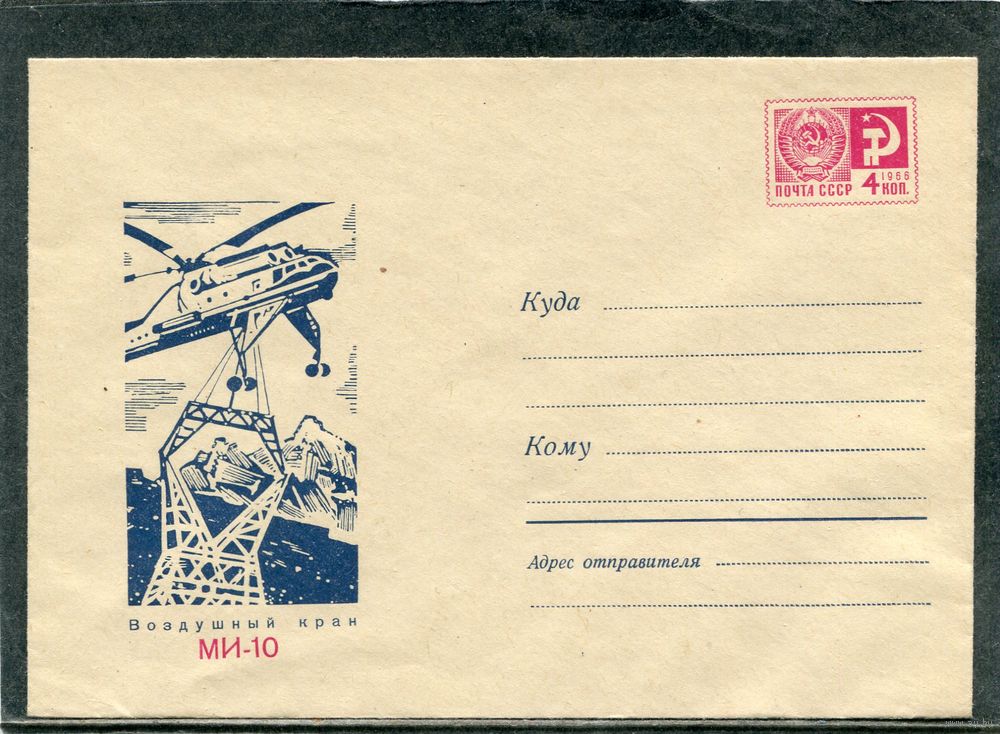 ПОЧТА СССР
1966
4 КОП.
Куда
Кому
Адрес отправителя
Воздушный кран
МИ-10